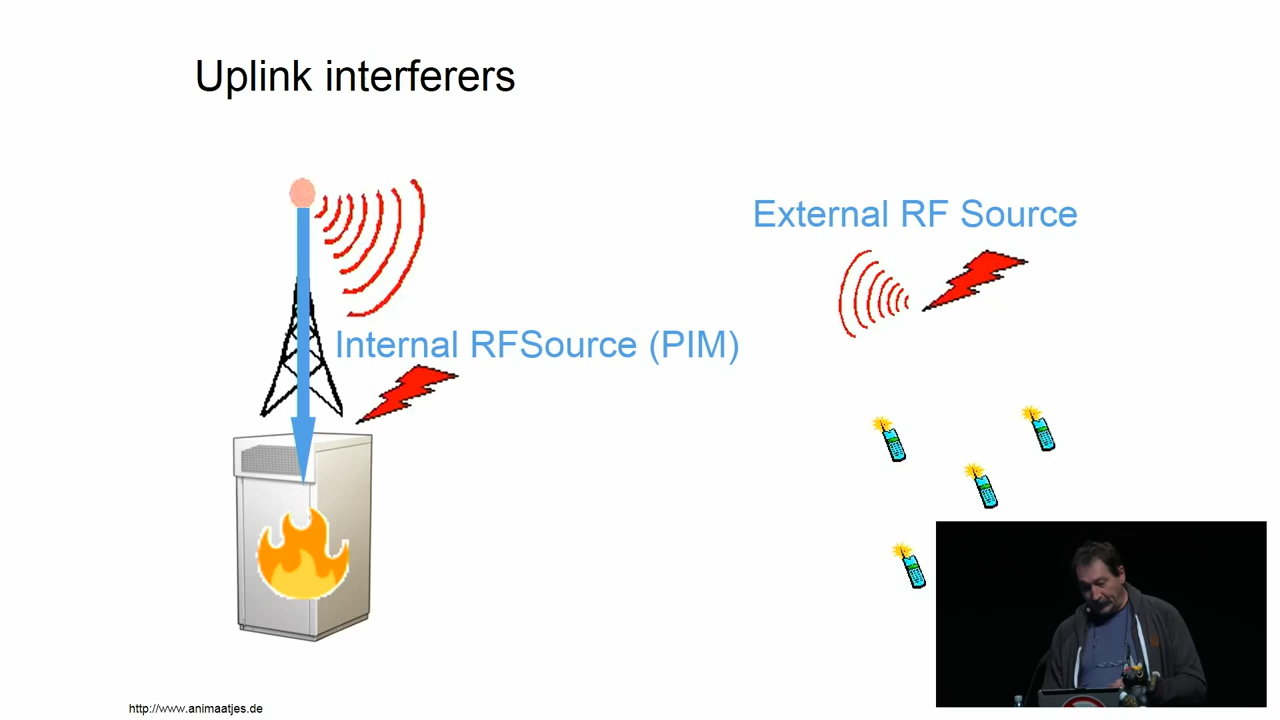 Uplink interferers
External RF Source
Internal RFSource (PIM)
http://www.animaatjes.de